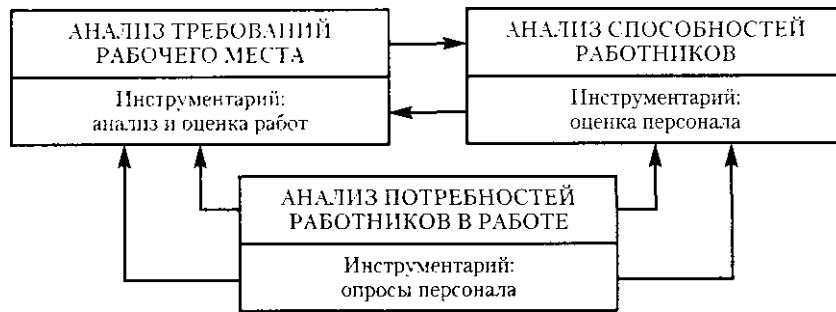 АНАЛИЗ ТРЕБОВАНИЙ
РАБОЧЕГО МЕСТА
Инструментарий:
анализ и оценка работ
АНАЛИЗ СПОСОБНОСТЕЙ
РАБОТНИКОВ
Инструментарий:
оценка персонала
АНАЛИЗ ПОТРЕБНОСТЕЙ
РАБОТНИКОВ В РАБОТЕ
Инструментарий:
опросы персонала